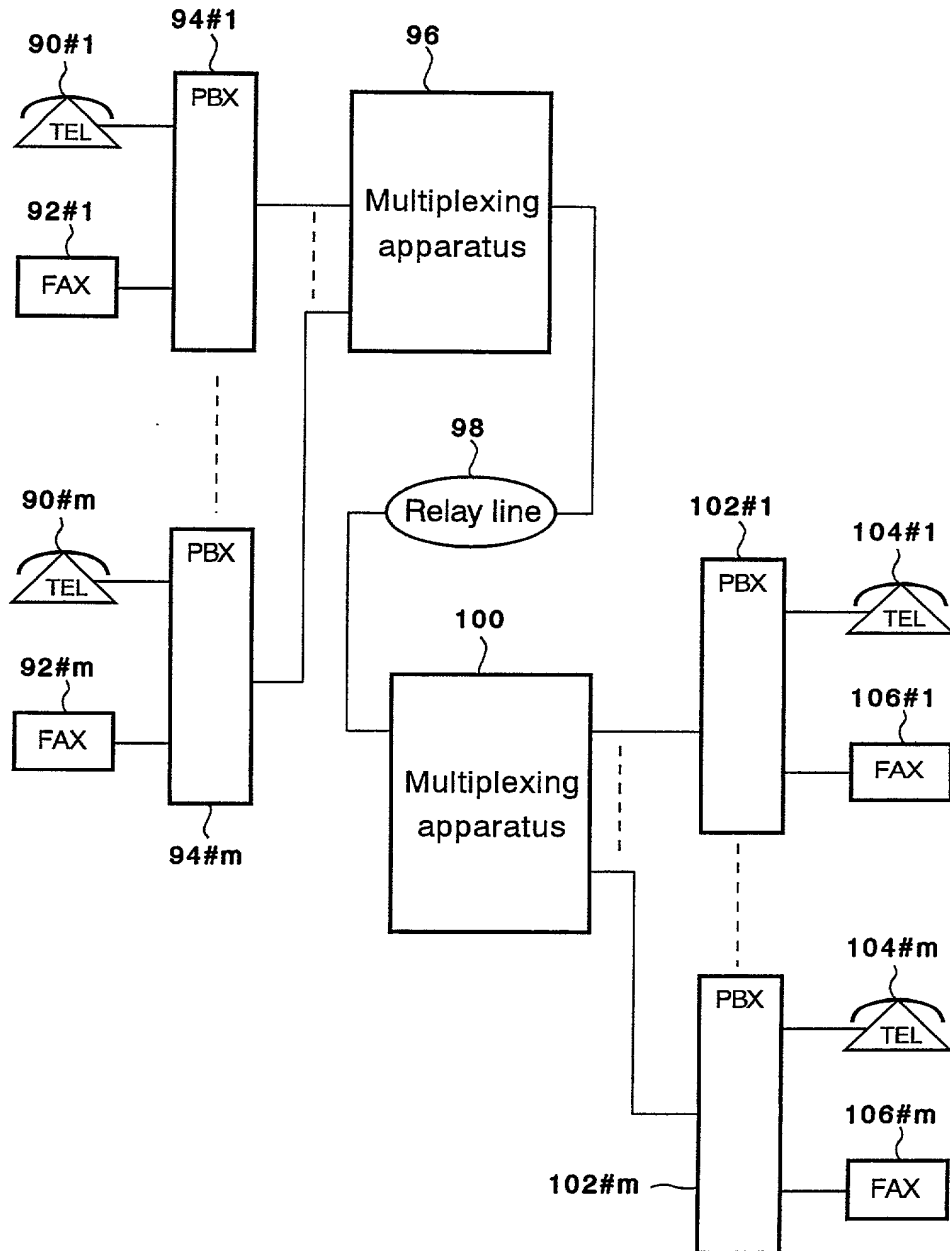 94#1
90#1
96
PBX
TEL
Multiplexing
apparatus
92#1
FAX
98
Relay line
90#m
PBX
TEL
102#1
104#1
PBX
TEL
100
92#m
FAX
106#1
FAX
Multiplexing
apparatus
94#m
104#m
PBX
TEL
106#m
102#m
FAX